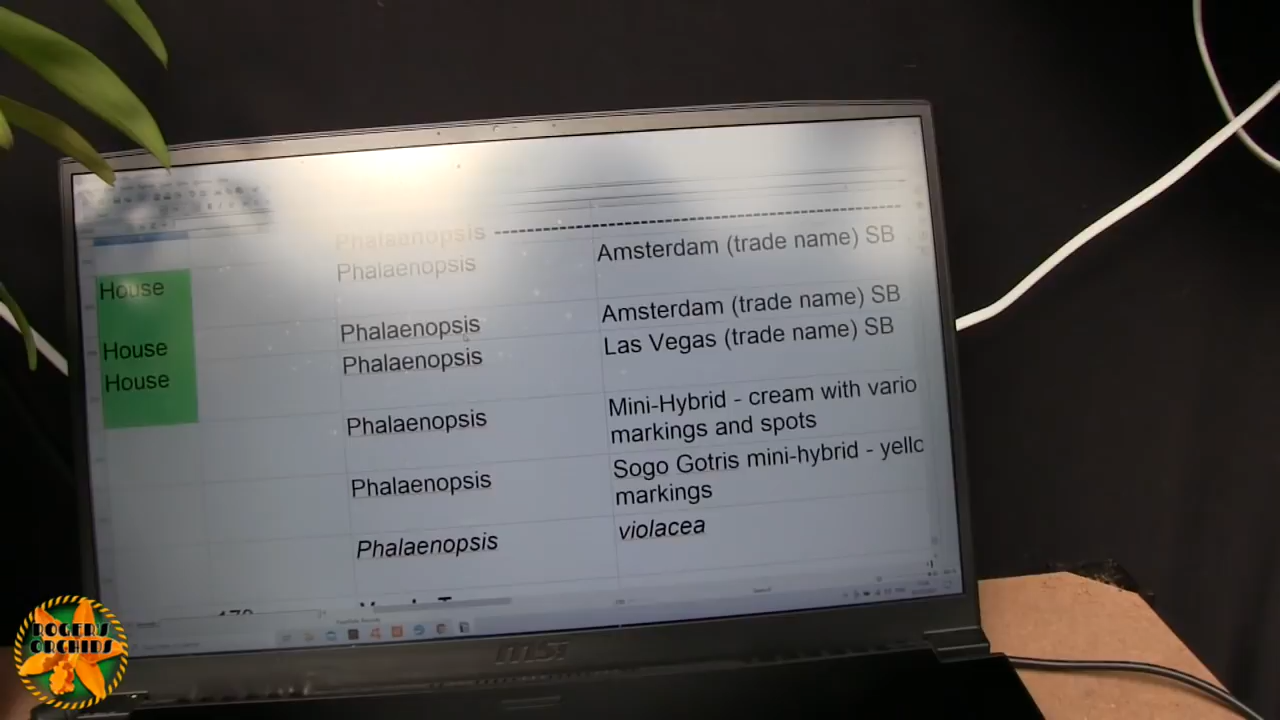 Phalaenopsis --------------------------------
Phalaenopsis Amsterdam (trade name) SB
House
Phalaenopsis Amsterdam (trade name) SB
House Phalaenopsis Las Vegas (trade name) SB
House
Phalaenopsis Mini-Hybrid - cream with vario
markings and spots
Phalaenopsis Sogo Gotris mini-hybrid - yello
markings
Phalaenopsis violacea
msi
ROGER'S
ORCHIDS